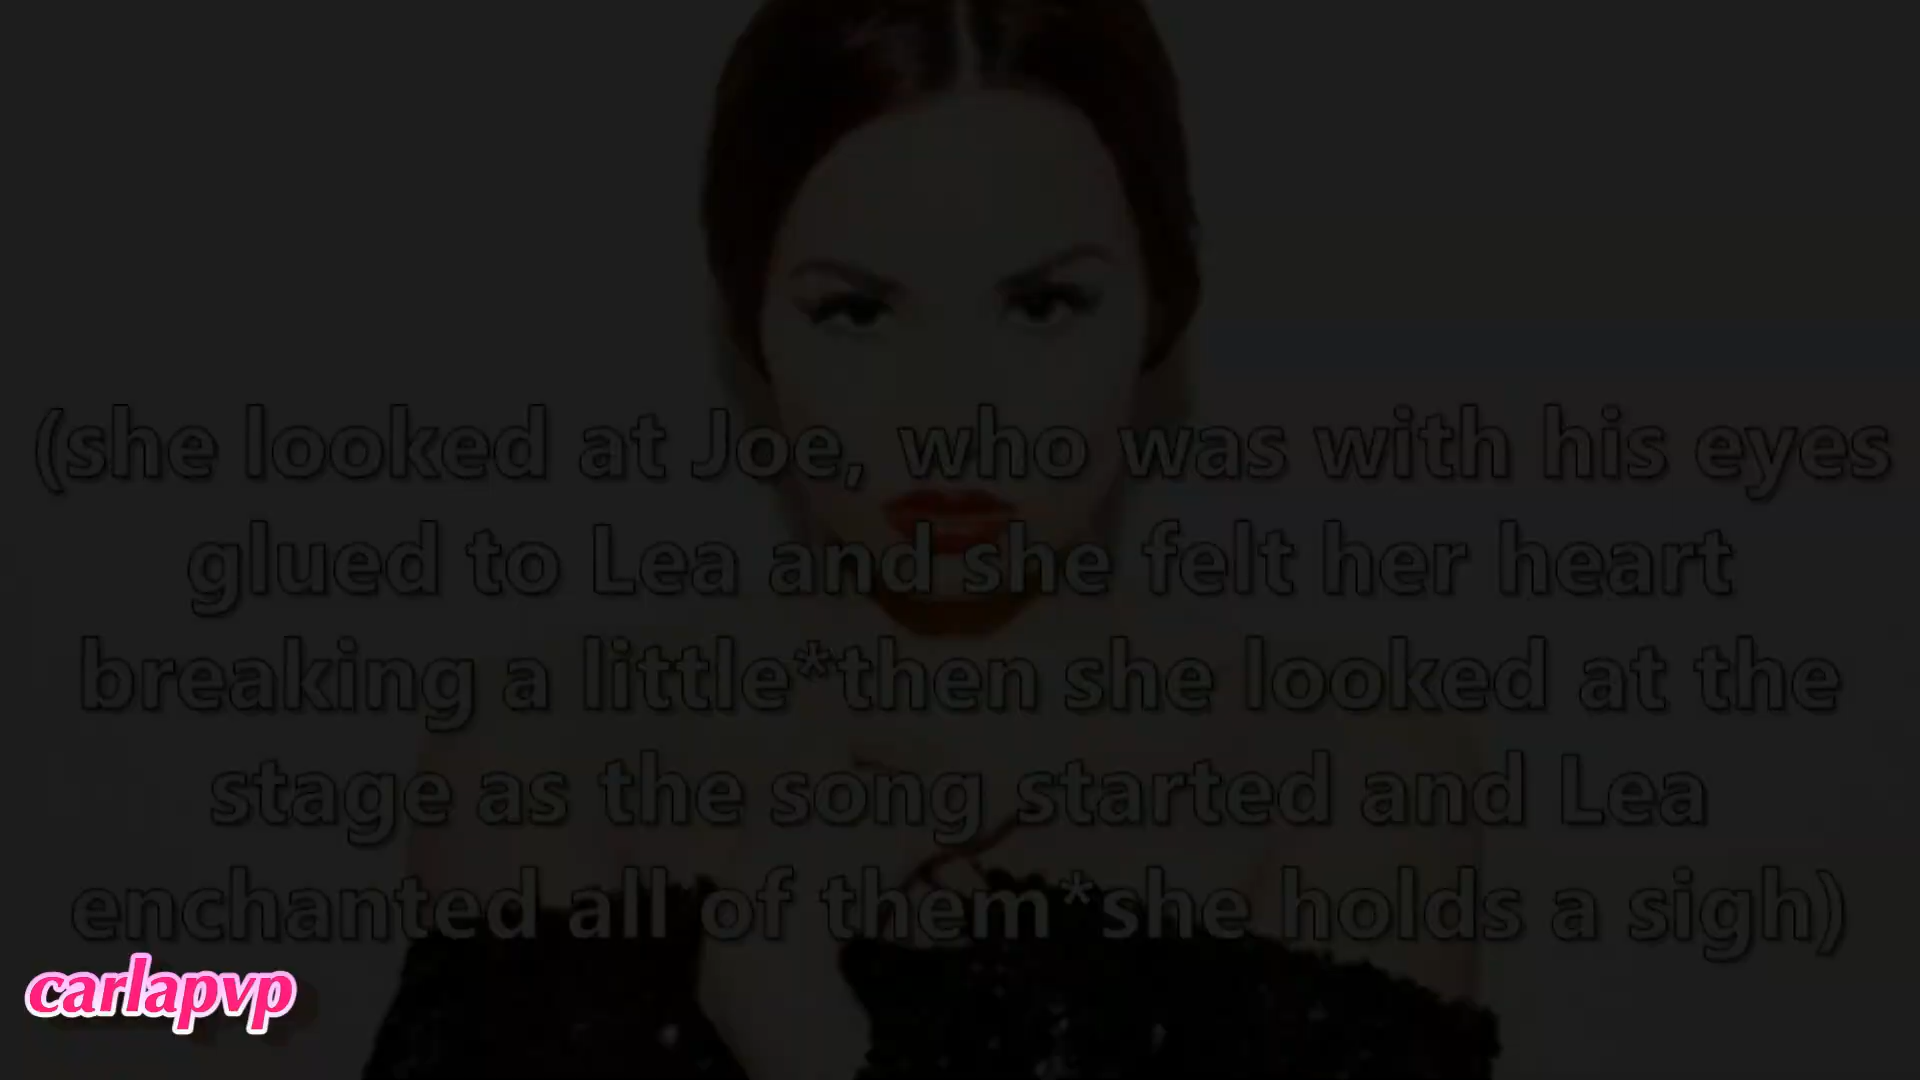 (she looked at Joe, who was with his eyes
glued to Lea and she felt her heart
breaking a little*then she looked at the
stage as the song started and Lea
enchanted all of them*she holds a sigh)
carlapvp